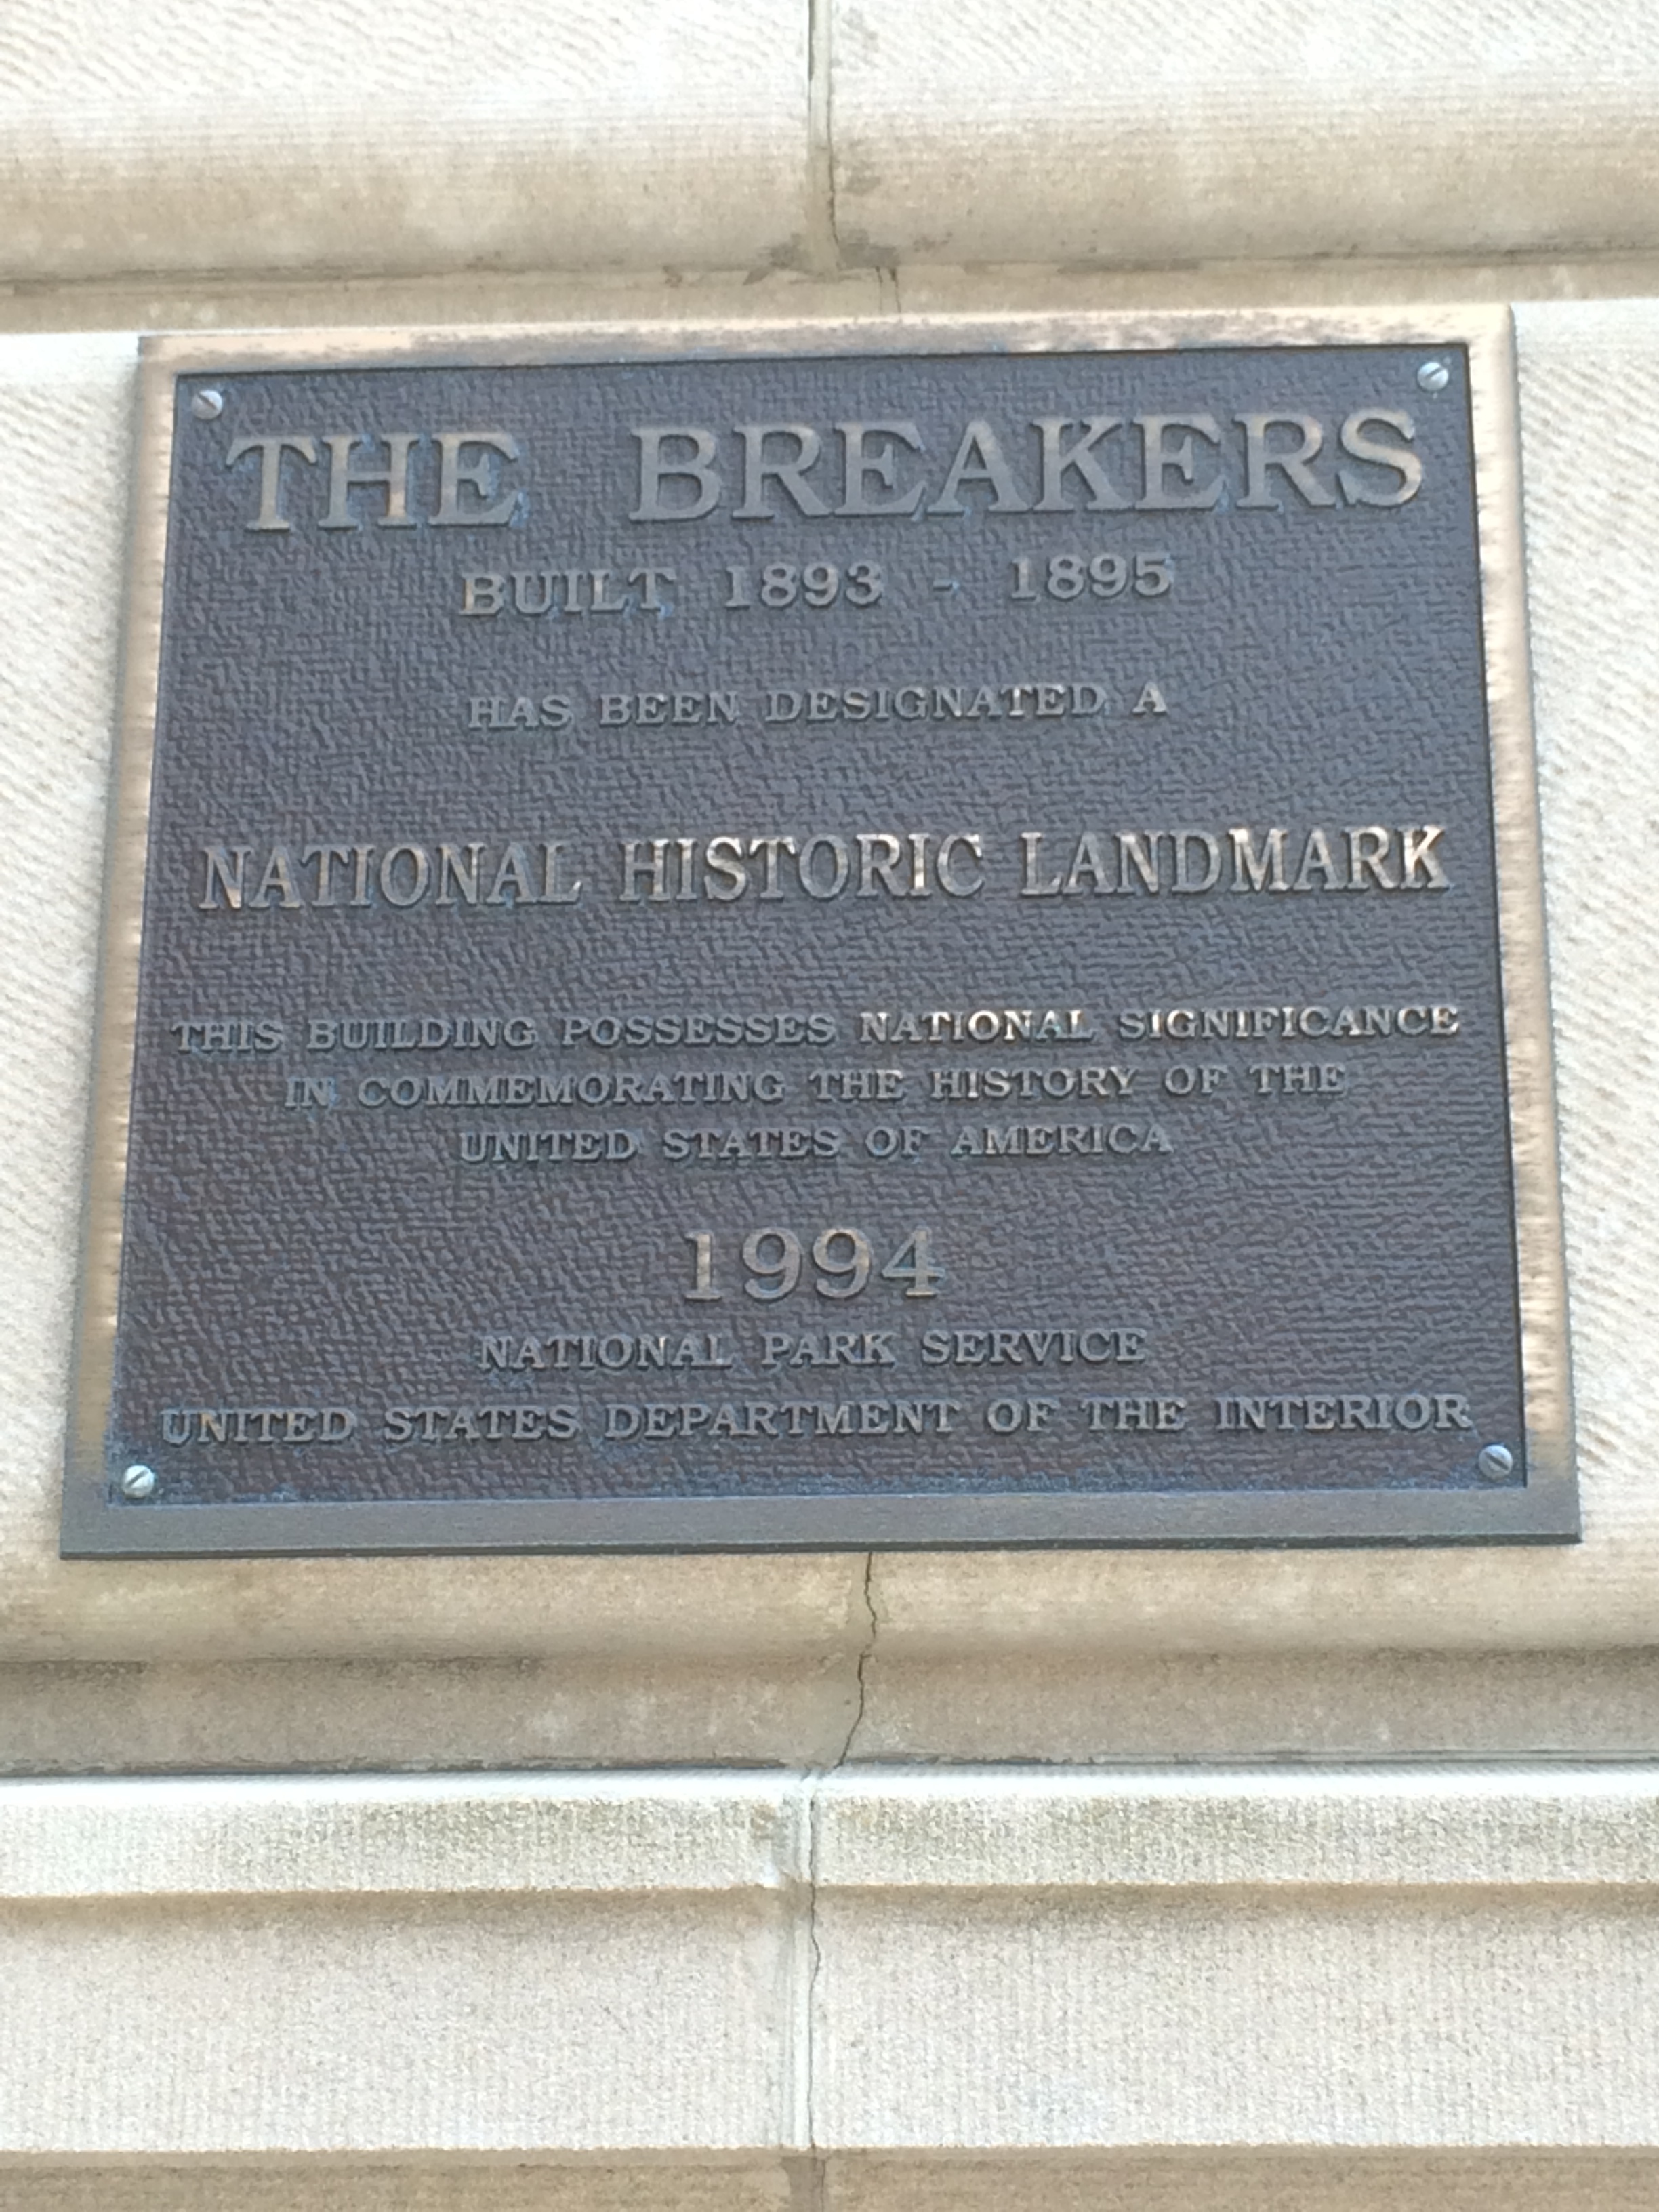 THE BREAKERS
BUILT 1893 - 1895
HAS BEEN DESIGNATED A
NATIONAL HISTORIC LANDMARK
THIS BUILDING POSSESSES NATIONAL SIGNIFICANCE
IN COMMEMORATING THE HISTORY OF THE
UNITED STATES OF AMERICA
1994
NATIONAL PARK SERVICE
UNITED STATES DEPARTMENT OF THE INTERIOR